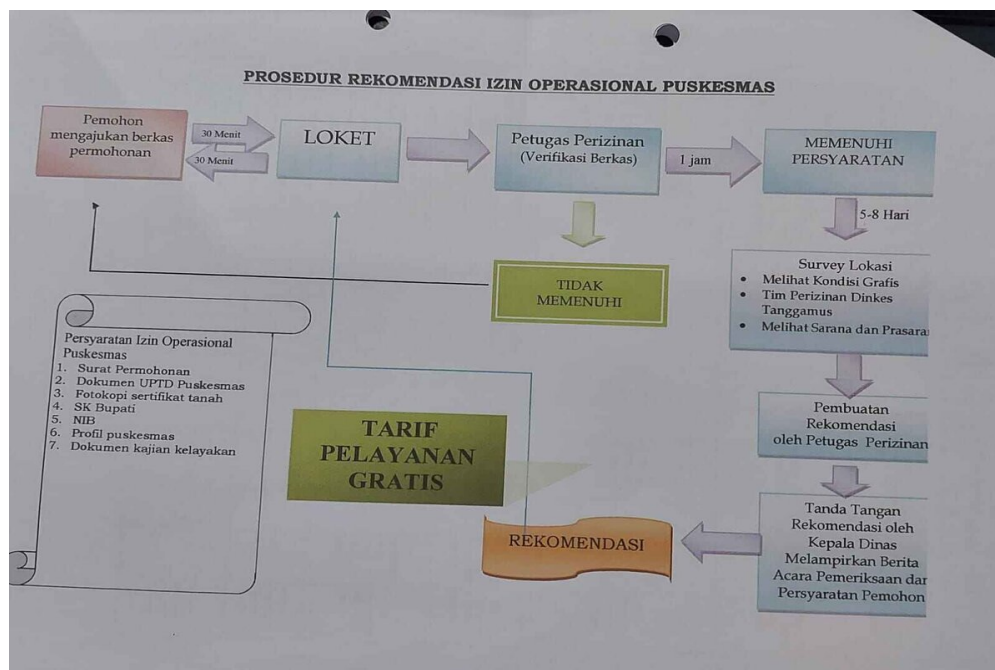 PROSEDUR REKOMENDASI IZIN OPERASIONAL PUSKESMAS
Pemohon
mengajukan berkas
permohonan
30 Menit
30 Menit
LOKET
Petugas Perizinan
(Verifikasi Berkas)
1 jam
MEMENUHI
PERSYARATAN
5-8 Hari
TIDAK
MEMENUHI
Survey Lokasi
• Melihat Kondisi Grafis
• Tim Perizinan Dinkes
Tanggamus
• Melihat Sarana dan
Pembuatan
Rekomendasi
oleh Petugas Perizinan
Tanda Tangan
Rekomendasi oleh
Kepala Dinas
Melampirkan Berita
Acara Pemeriksaan dan
Persyaratan Pemohon
REKOMENDASI
TARIF
PELAYANAN
GRATIS
Persyaratan Izin Operasional
Puskesmas
1. Surat Permohonan
2. Dokumen UPTD Puskesmas
3. Fotokopi sertifikat tanah
4. SK Bupati
5. NIB
6. Profil puskesmas
7. Dokumen kajian kelayakan